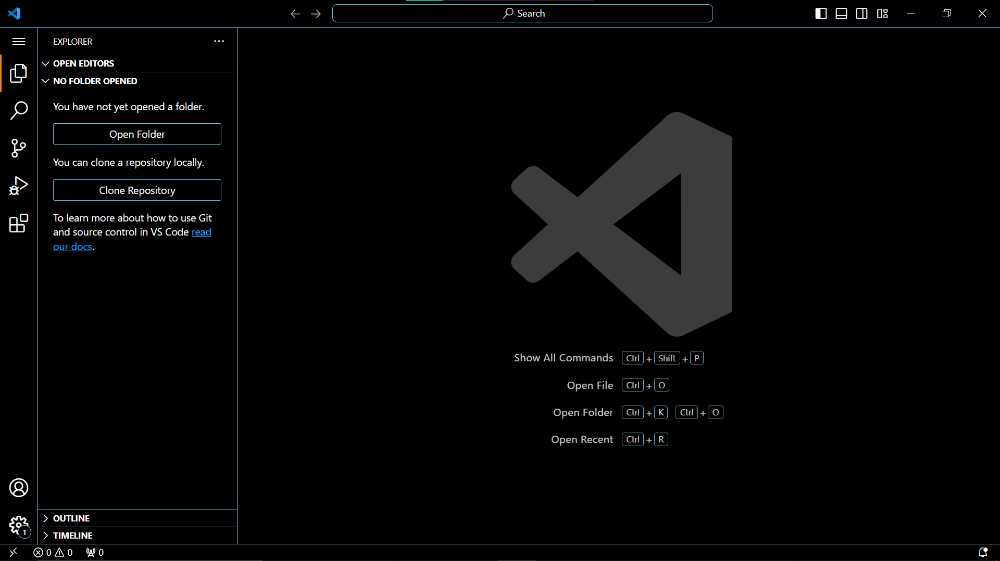 Search
EXPLORER
OPEN EDITORS
NO FOLDER OPENED
You have not yet opened a folder.
Open Folder
You can clone a repository locally.
Clone Repository
To learn more about how to use Git
and source control in VS Code read
our docs.
Show All Commands Ctrl + Shift + P
Open File Ctrl + O
Open Folder Ctrl + K Ctrl + O
Open Recent Ctrl + R
1
OUTLINE
TIMELINE
0 0 0